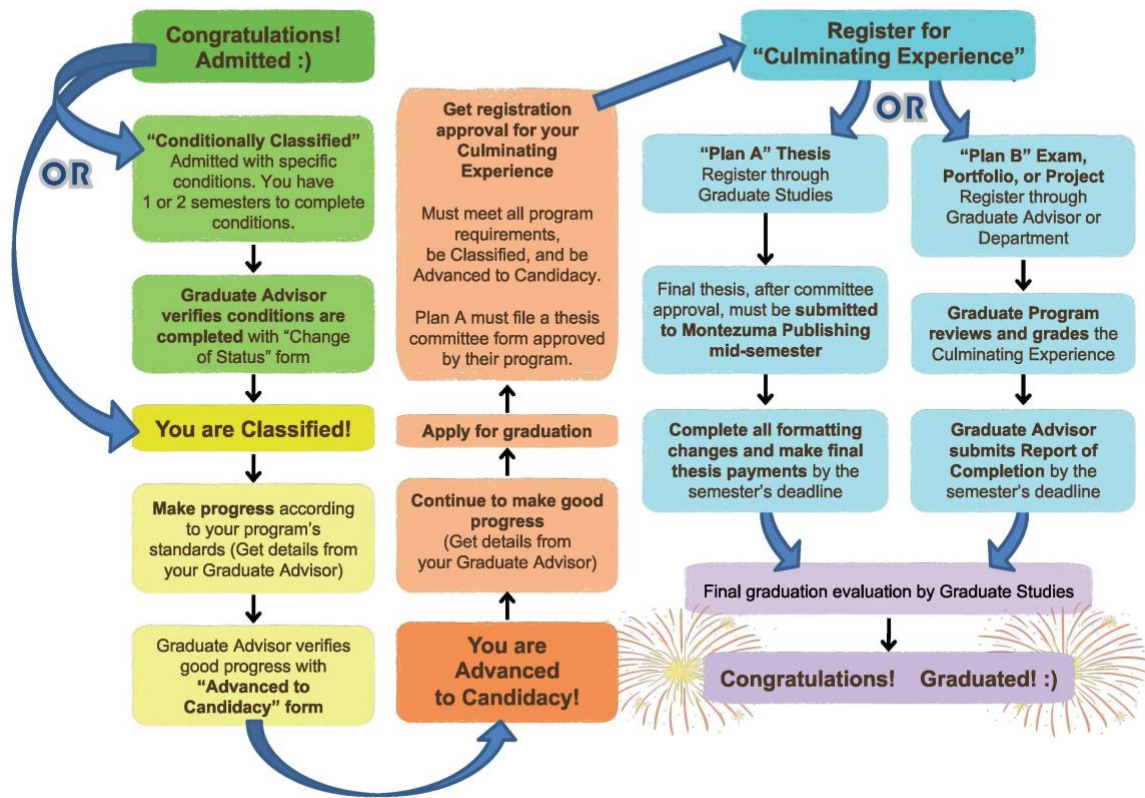 Congratulations!
Admitted :)
OR
“Conditionally Classified”
Admitted with specific
conditions. You have
1 or 2 semesters to complete
conditions.
Graduate Advisor
verifies conditions are
completed with “Change
of Status” form
You are Classified!
Make progress according
to your program’s
standards (Get details from
your Graduate Advisor)
Graduate Advisor verifies
good progress with
“Advanced to
Candidacy” form
You are
Advanced
to Candidacy!
Continue to make good
progress
(Get details from
your Graduate Advisor)
Apply for graduation
Get registration
approval for your
Culminating
Experience
Must meet all program
requirements,
be Classified, and be
Advanced to Candidacy.
Plan A must file a thesis
committee form approved
by their program.
Register for
“Culminating Experience”
OR
“Plan A” Thesis
Register through
Graduate Studies
Final thesis, after committee
approval, must be submitted
to Montezuma Publishing
mid-semester
Complete all formatting
changes and make final
thesis payments by the
semester’s deadline
“Plan B” Exam,
Portfolio, or Project
Register through
Graduate Advisor or
Department
Graduate Program
reviews and grades the
Culminating Experience
Graduate Advisor
submits Report of
Completion by the
semester’s deadline
Final graduation evaluation by Graduate Studies
Congratulations! Graduated! :)